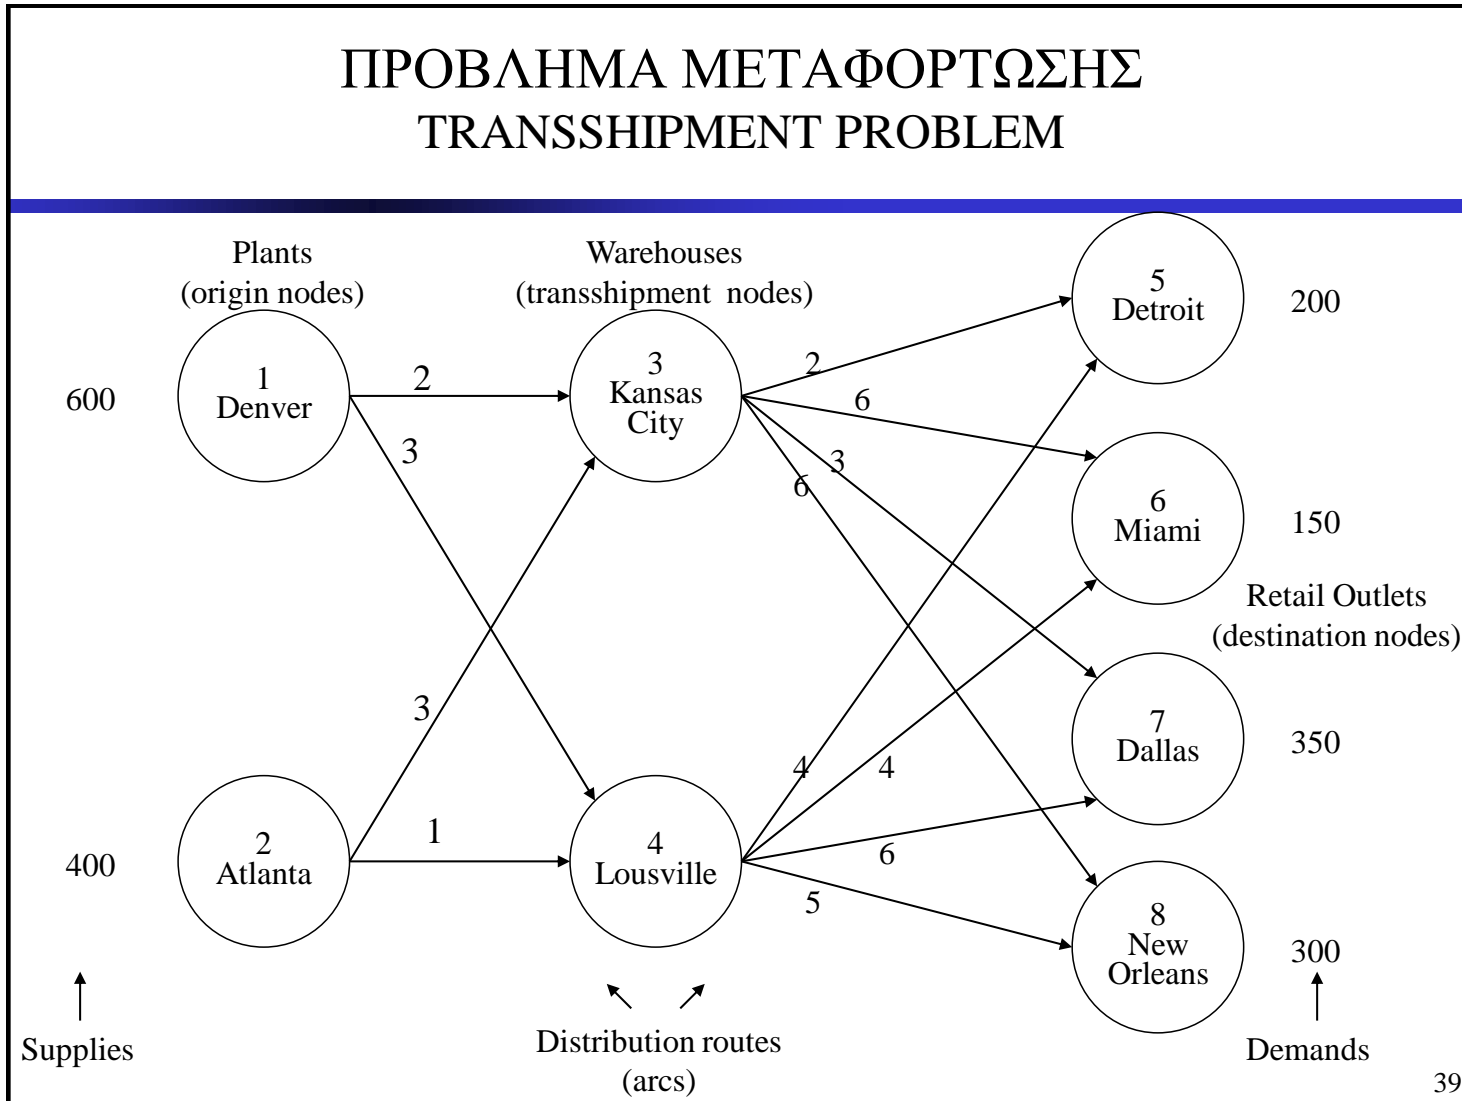 ΠΡΟΒΛΗΜΑ ΜΕΤΑΦΟΡΤΩΣΗΣ
TRANSSHIPMENT PROBLEM
Plants
(origin nodes)
Warehouses
(transshipment nodes)
600
1
Denver
2
3
3
Kansas
City
2
6
3
6
5
Detroit
200
6
Miami
150
Retail Outlets
(destination nodes)
400
2
Atlanta
3
1
4
Lousville
4
4
6
5
7
Dallas
350
8
New
Orleans
300
Supplies
Distribution routes
(arcs)
Demands
39